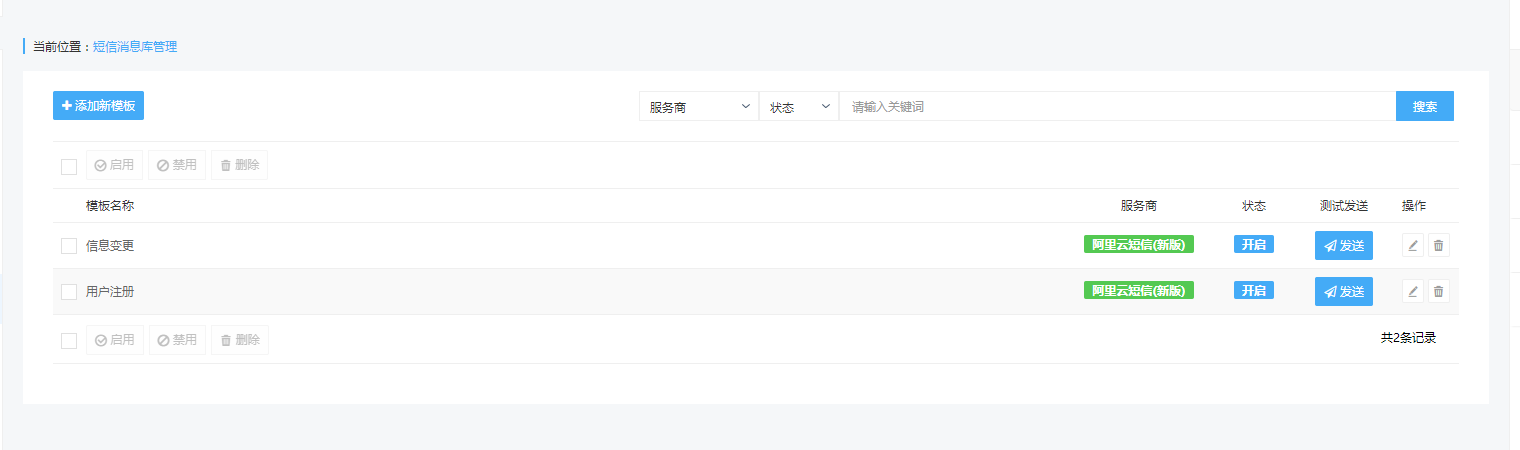 当前位置：短信消息库管理
添加新模板 服务商 状态 请输入关键词 搜索
启用 禁用 删除
模板名称 服务商 状态 测试发送 操作
信息变更 阿里云短信(新版) 开启 发送
用户注册 阿里云短信(新版) 开启 发送
启用 禁用 删除 共2条记录